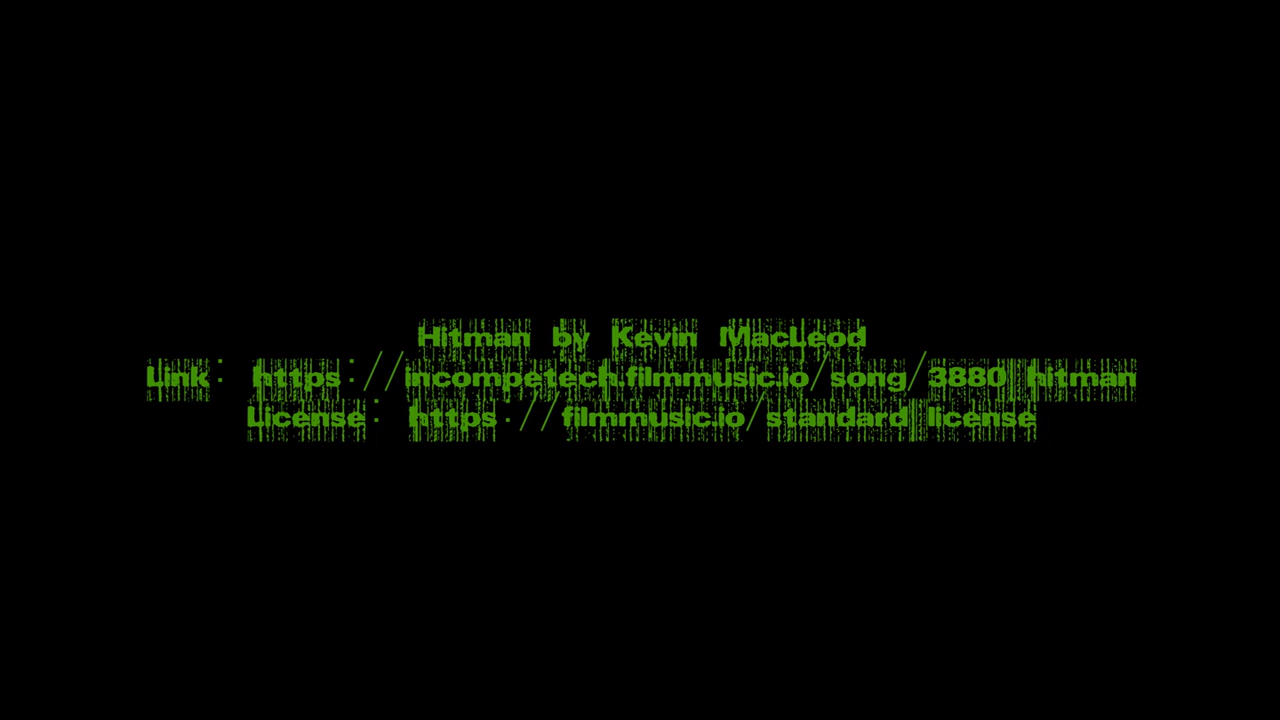 Hitman by Kevin MacLeod
Link: https://incompetech.filmmusic.io/song/3880 hitman
License: https://filmmusic.io/standard license